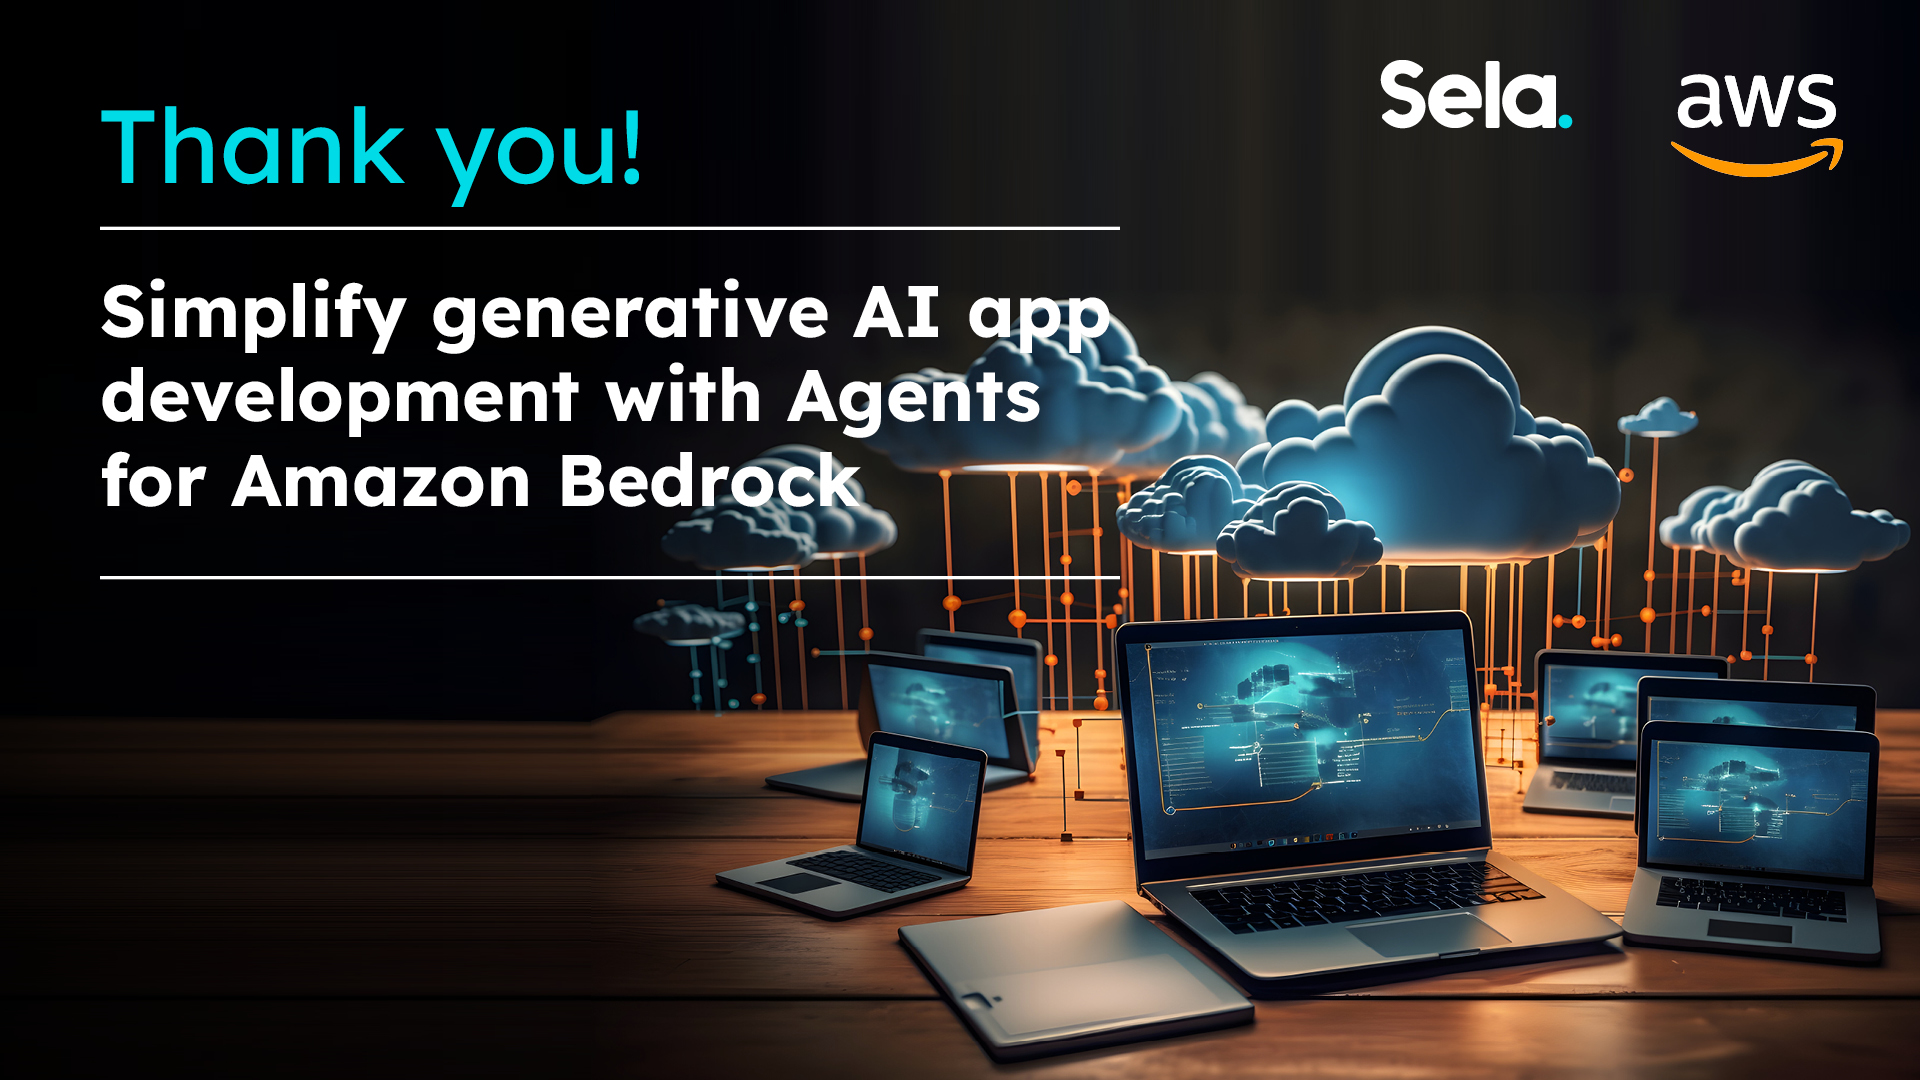 Thank you!
Sela.
aws
Simplify generative AI app
development with Agents
for Amazon Bedrock